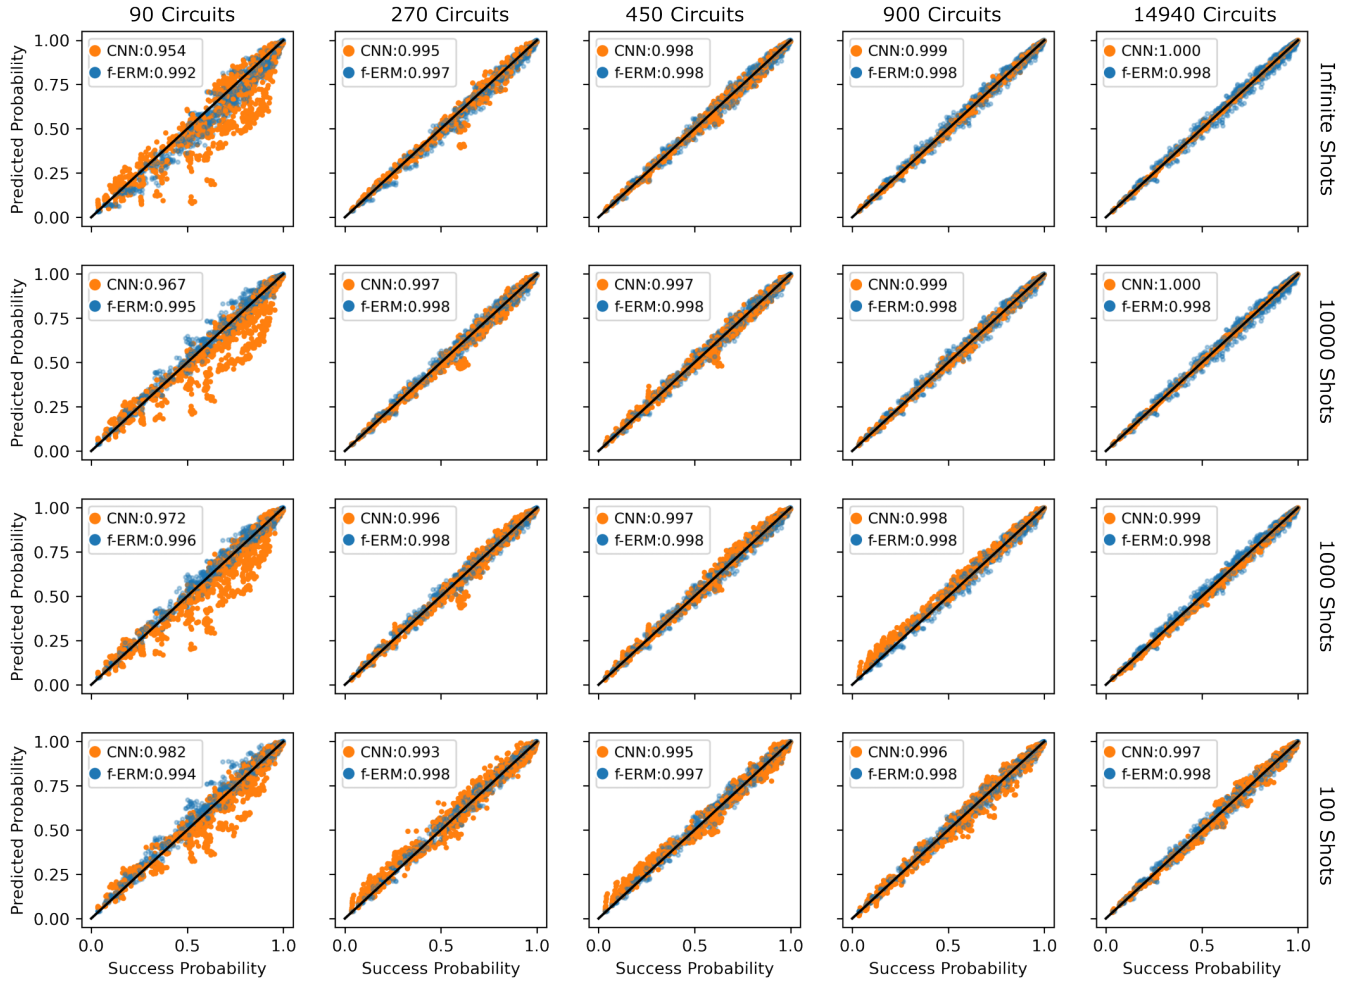 90 Circuits
270 Circuits
450 Circuits
900 Circuits
14940 Circuits
Predicted Probability
1.00
0.75
0.50
0.25
0.00
CNN:0.954
f-ERM:0.992
CNN:0.995
f-ERM:0.997
CNN:0.998
f-ERM:0.998
CNN:0.999
f-ERM:0.998
CNN:1.000
f-ERM:0.998
Infinite Shots
Predicted Probability
1.00
0.75
0.50
0.25
0.00
CNN:0.967
f-ERM:0.995
CNN:0.997
f-ERM:0.998
CNN:0.997
f-ERM:0.998
CNN:0.999
f-ERM:0.998
CNN:1.000
f-ERM:0.998
10000 Shots
Predicted Probability
1.00
0.75
0.50
0.25
0.00
CNN:0.972
f-ERM:0.996
CNN:0.996
f-ERM:0.998
CNN:0.997
f-ERM:0.998
CNN:0.998
f-ERM:0.998
CNN:0.999
f-ERM:0.998
1000 Shots
Predicted Probability
1.00
0.75
0.50
0.25
0.00
CNN:0.982
f-ERM:0.994
CNN:0.993
f-ERM:0.998
CNN:0.995
f-ERM:0.997
CNN:0.996
f-ERM:0.998
CNN:0.997
f-ERM:0.998
100 Shots
0.0 0.5 1.0
0.0 0.5 1.0
0.0 0.5 1.0
0.0 0.5 1.0
0.0 0.5 1.0
Success Probability
Success Probability
Success Probability
Success Probability
Success Probability